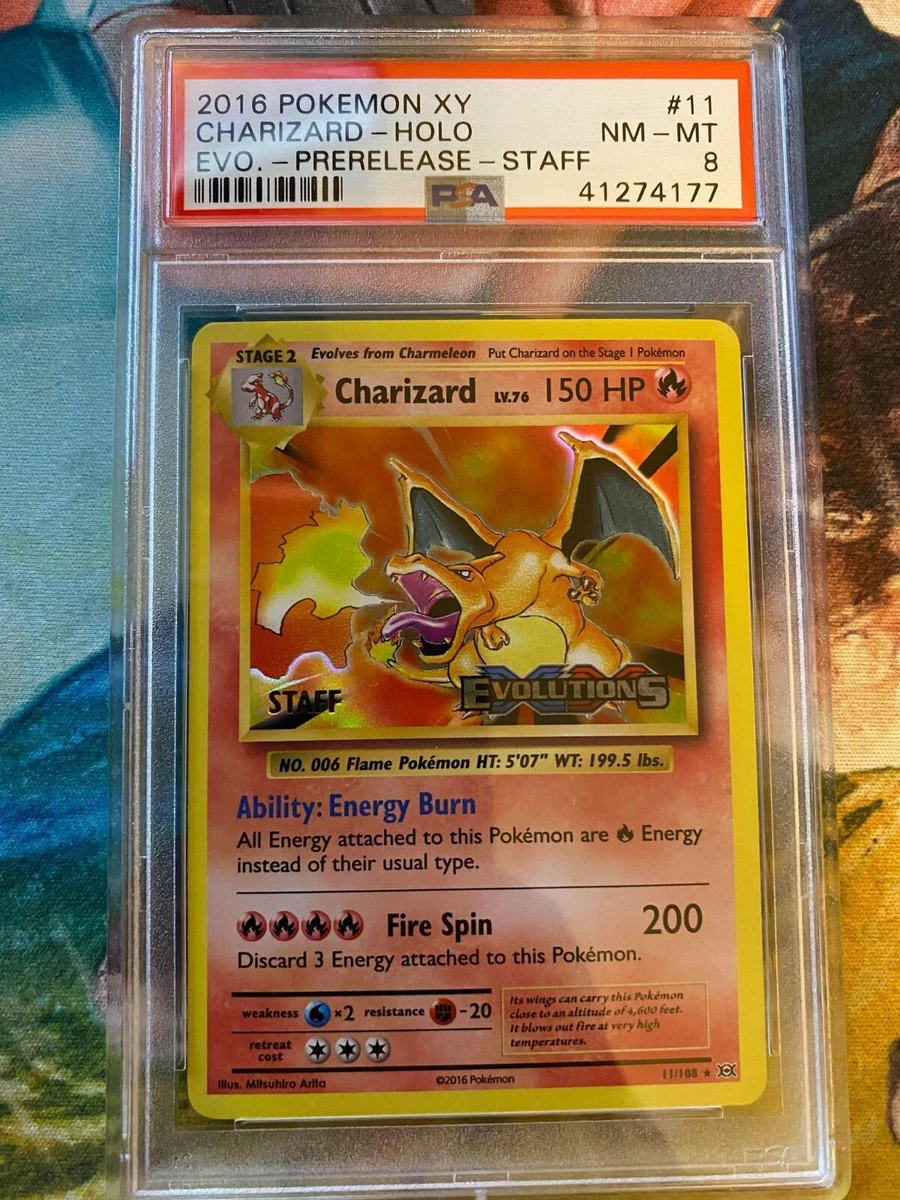 2016 POKEMON XY #11
CHARIZARD - HOLO NM - MT
EVO. - PRERELEASE - STAFF 8
PSA 41274177
STAGE 2 Evolves from Charmeleon Put Charizard on the Stage 1 Pokémon
Charizard LV.76 150 HP
STAFF EVOLUTIONS
NO. 006 Flame Pokémon HT: 5'07" WT: 199.5 lbs.
Ability: Energy Burn
All Energy attached to this Pokémon are Energy
instead of their usual type.
Fire Spin 200
Discard 3 Energy attached to this Pokémon.
weakness ×2 resistance -20
retreat
cost
Its wings can carry this Pokémon
close to an altitude of 4,600 feet.
It blows out fire at very high
temperatures.
Illus. Mitsuhiro Arita ©2016 Pokémon 11/108 ★